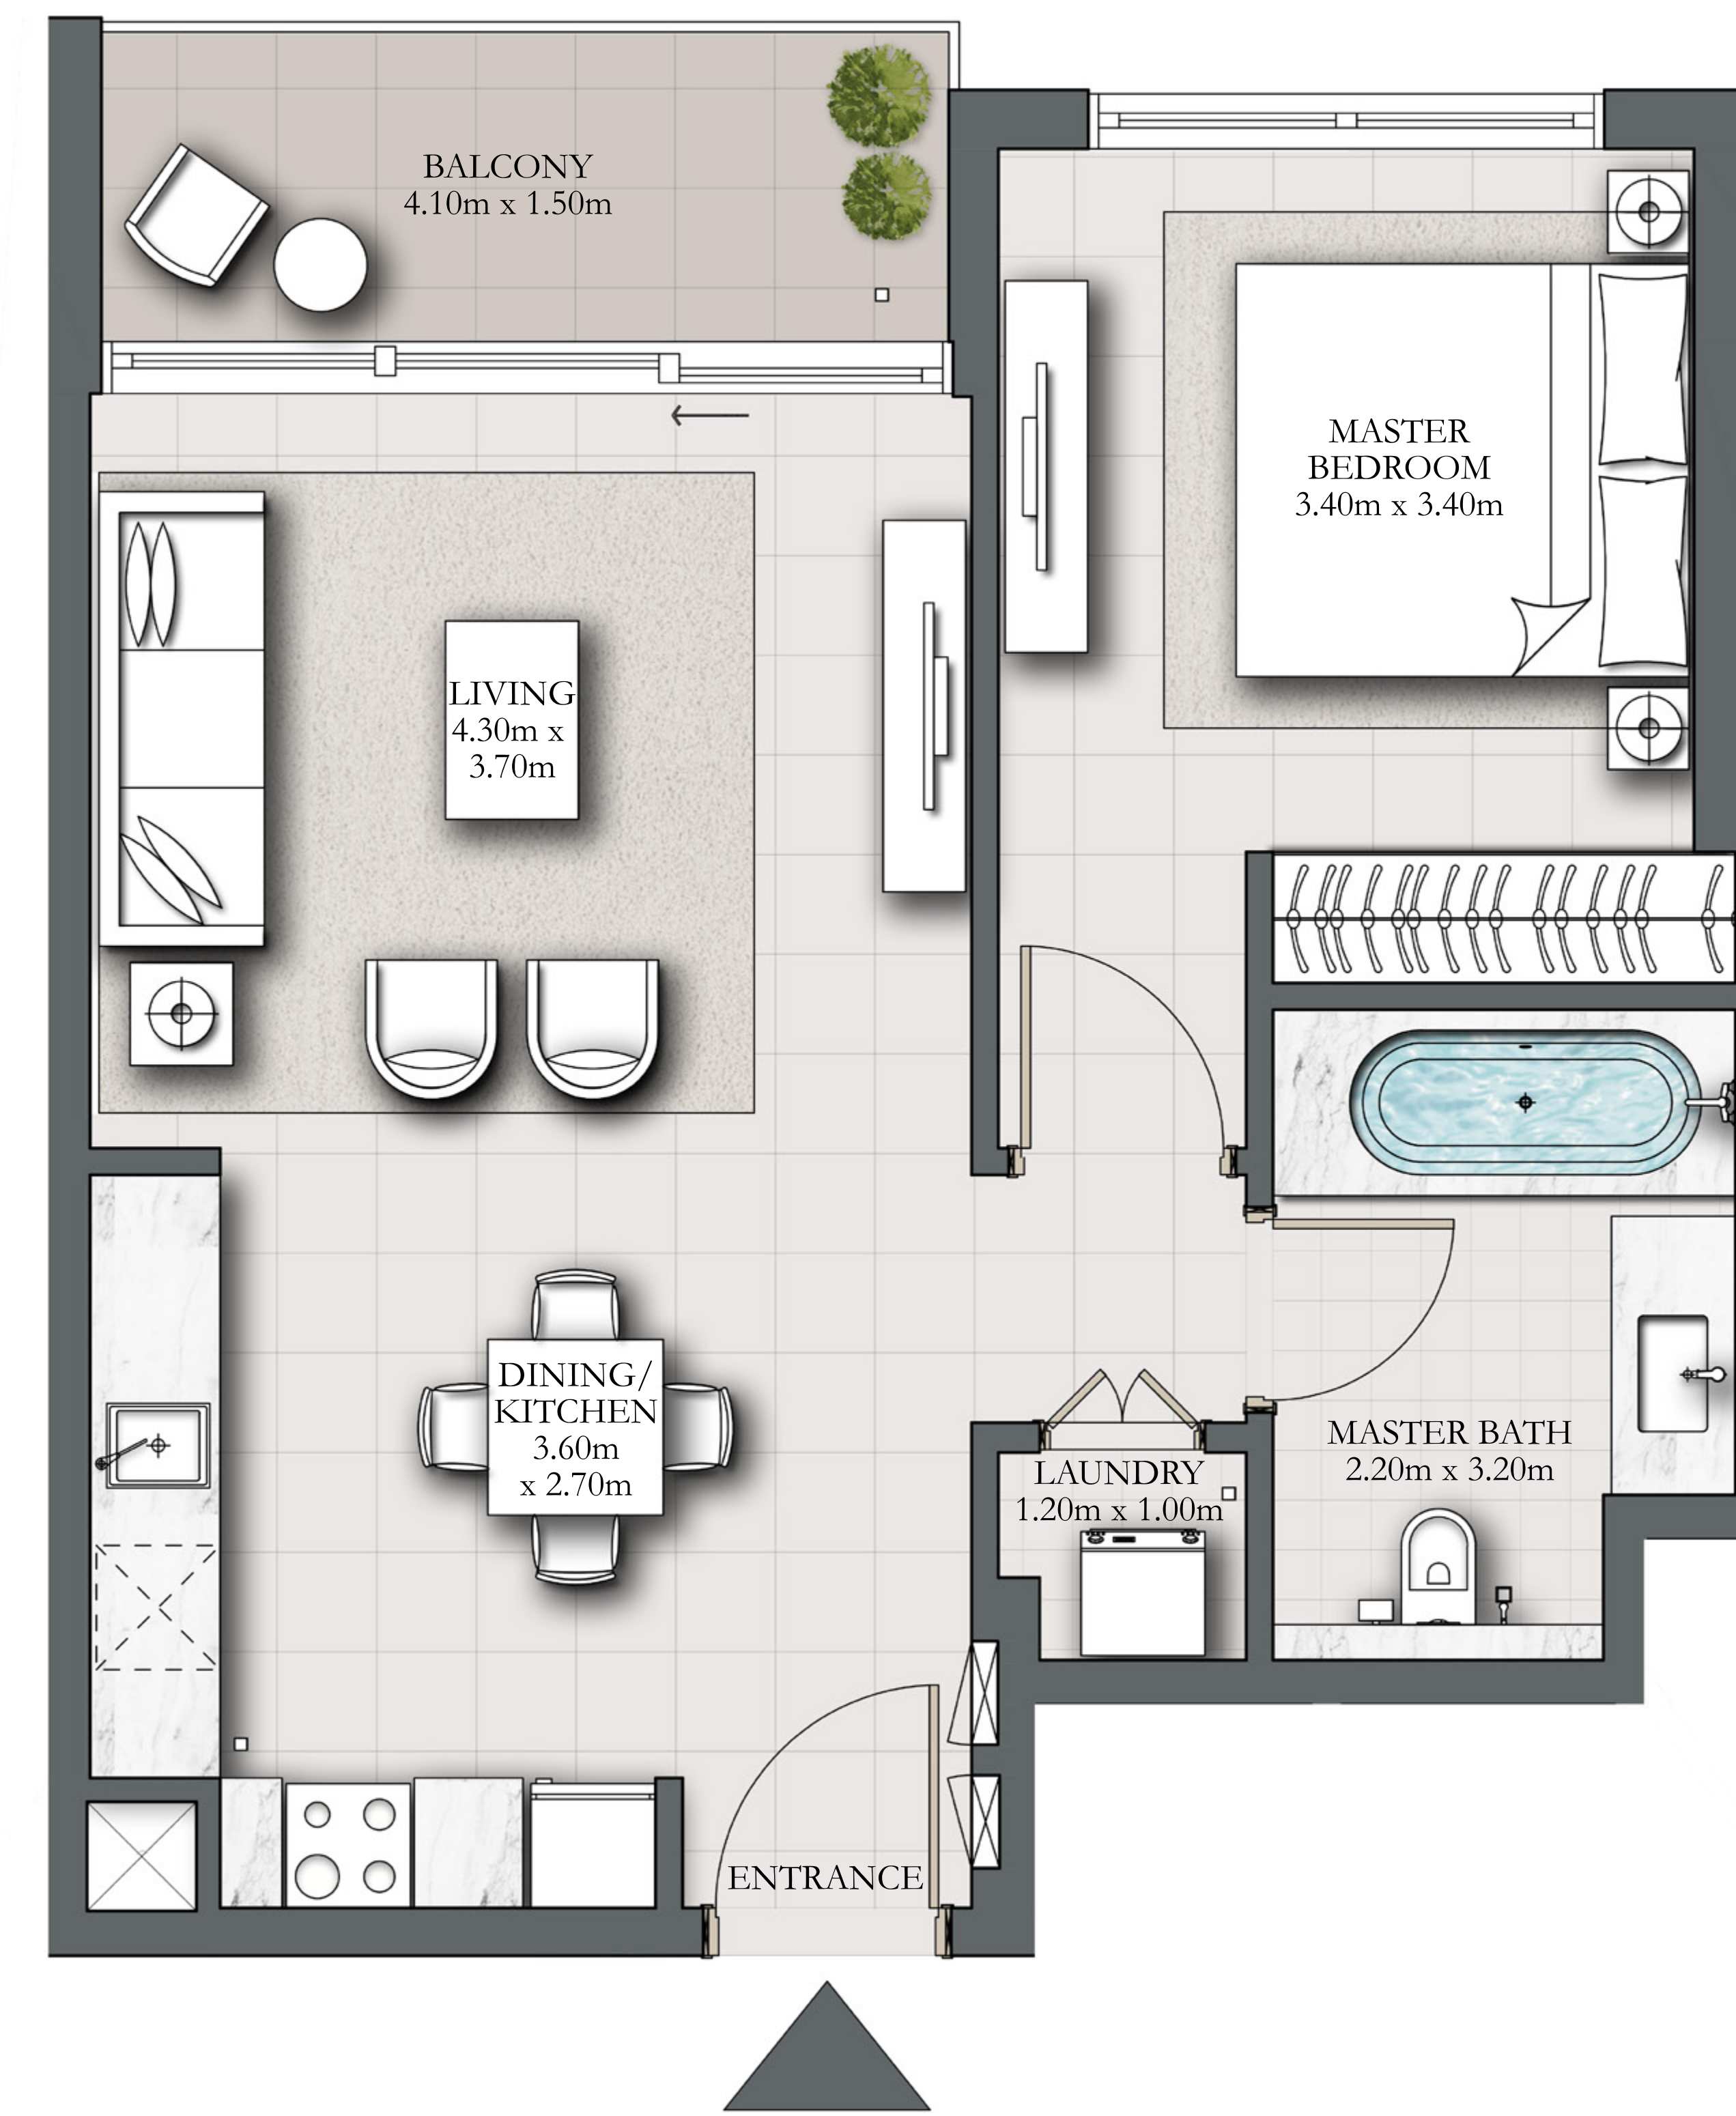 BALCONY
4.10m x 1.50m
MASTER
BEDROOM
3.40m x 3.40m
LIVING
4.30m x
3.70m
DINING/
KITCHEN
3.60m
x 2.70m
MASTER BATH
2.20m x 3.20m
LAUNDRY
1.20m x 1.00m
ENTRANCE